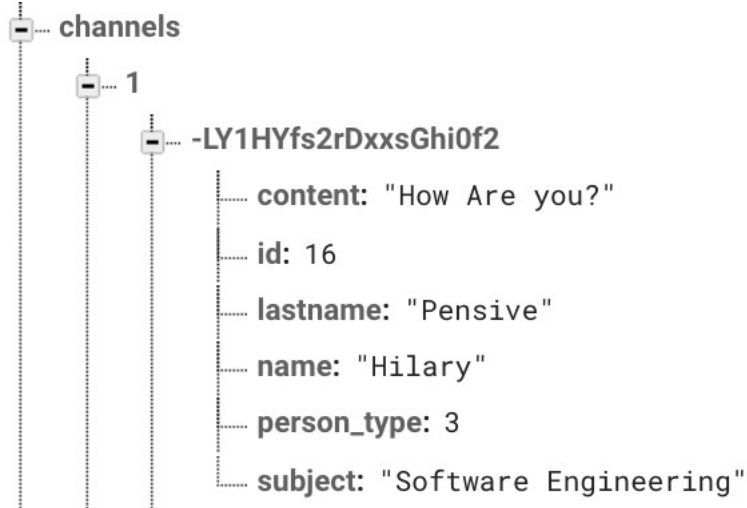 channels
1
-LY1HYfs2rDxxsGhi0f2
content: "How Are you?"
id: 16
lastname: "Pensive"
name: "Hilary"
person_type: 3
subject: "Software Engineering"